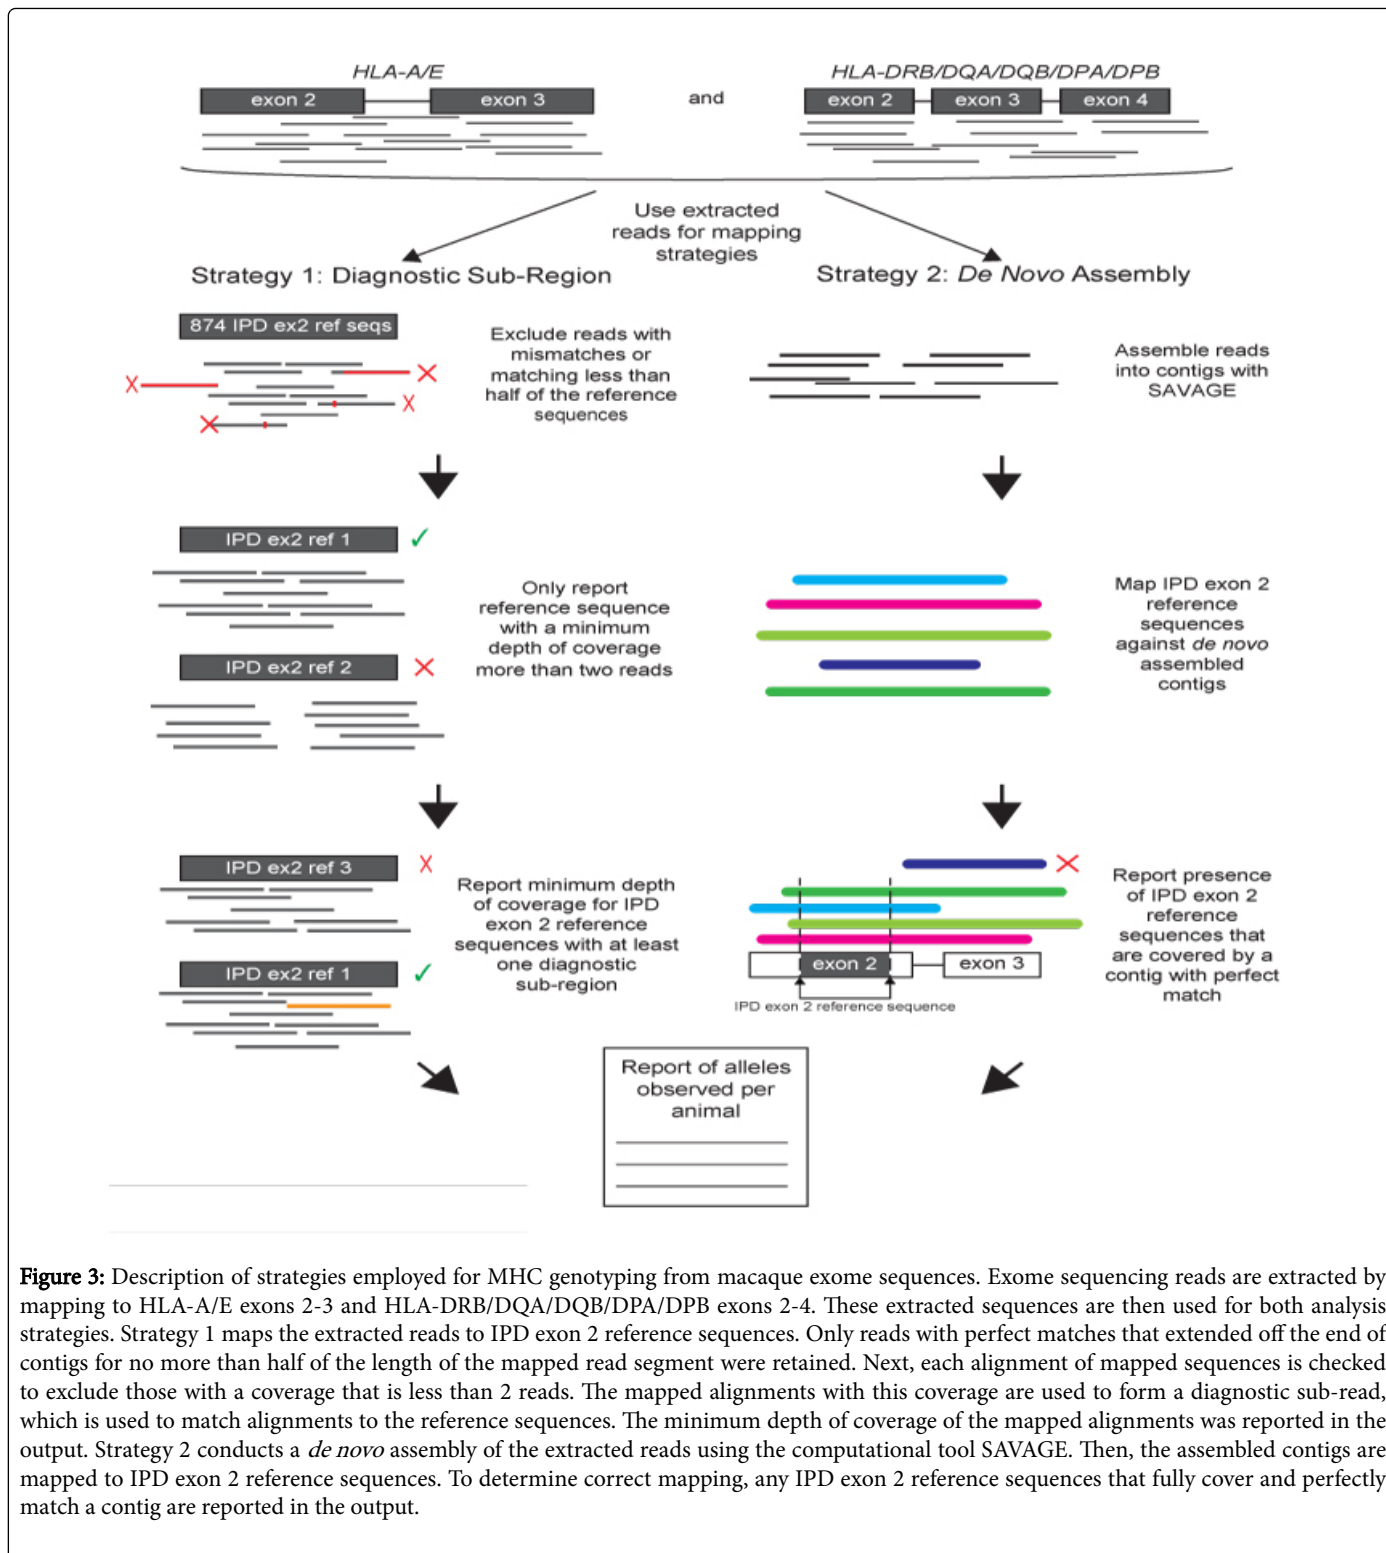 HLA-A/E
HLA-DRB/DQA/DQB/DPA/DPB
exon 2
exon 3
and
exon 2
exon 3
exon 4
Use extracted
reads for mapping
strategies
Strategy 1: Diagnostic Sub-Region
874 IPD ex2 ref seqs
Exclude reads with
mismatches or
matching less than
half of the reference
sequences
IPD ex2 ref 1
IPD ex2 ref 2
Only report
reference sequence
with a minimum
depth of coverage
more than two reads
IPD ex2 ref 3
IPD ex2 ref 1
Report minimum depth
of coverage for IPD
exon 2 reference
sequences with at least
one diagnostic
sub-region
Strategy 2: De Novo Assembly
Assemble reads
into contigs with
SAVAGE
Map IPD exon 2
reference
sequences
against de novo
assembled
contigs
exon 2
exon 3
IPD exon 2 reference sequence
Report presence
of IPD exon 2
reference
sequences that
are covered by a
contig with perfect
match
Report of alleles
observed per
animal
Figure 3: Description of strategies employed for MHC genotyping from macaque exome sequences. Exome sequencing reads are extracted by
mapping to HLA-A/E exons 2-3 and HLA-DRB/DQA/DQB/DPA/DPB exons 2-4. These extracted sequences are then used for both analysis
strategies. Strategy 1 maps the extracted reads to IPD exon 2 reference sequences. Only reads with perfect matches that extended off the end of
contigs for no more than half of the length of the mapped read segment were retained. Next, each alignment of mapped sequences is checked
to exclude those with a coverage that is less than 2 reads. The mapped alignments with this coverage are used to form a diagnostic sub-read,
which is used to match alignments to the reference sequences. The minimum depth of coverage of the mapped alignments was reported in the
output. Strategy 2 conducts a de novo assembly of the extracted reads using the computational tool SAVAGE. Then, the assembled contigs are
mapped to IPD exon 2 reference sequences. To determine correct mapping, any IPD exon 2 reference sequences that fully cover and perfectly
match a contig are reported in the output.